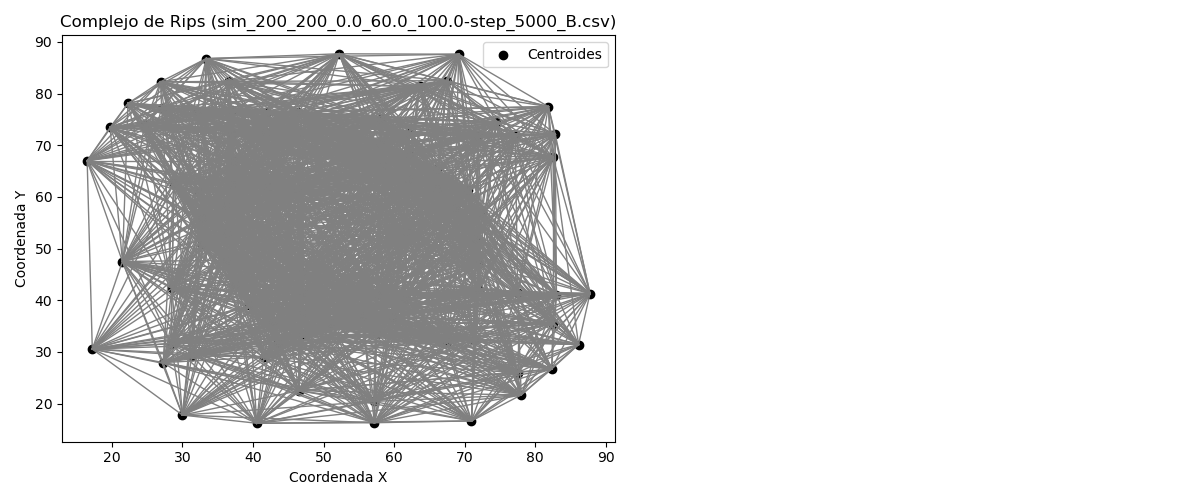 Complejo de Rips (sim_200_200_0.0_60.0_100.0-step_5000_B.csv)
Centroides
90
80
70
60
50
40
30
20
Coordenada Y
20 30 40 50 60 70 80 90
Coordenada X